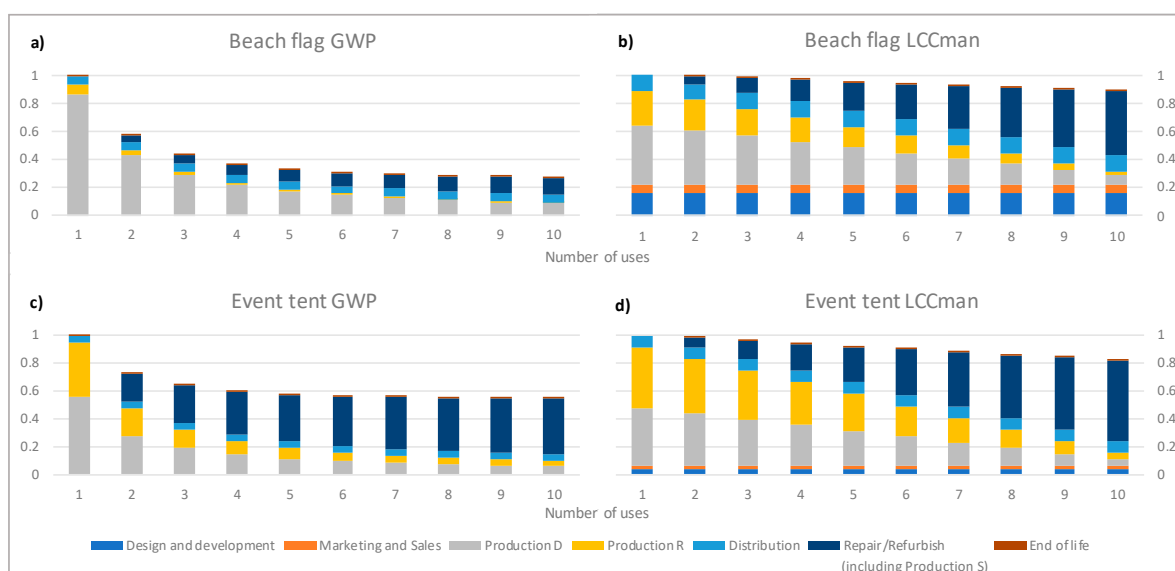 a)
Beach flag GWP
1
0.8
0.6
0.4
0.2
0
1 2 3 4 5 6 7 8 9 10
b)
Beach flag LCCman
1
0.8
0.6
0.4
0.2
0
1 2 3 4 5 6 7 8 9 10
Number of uses
c)
Event tent GWP
1
0.8
0.6
0.4
0.2
0
1 2 3 4 5 6 7 8 9 10
d)
Event tent LCCman
1
0.8
0.6
0.4
0.2
0
1 2 3 4 5 6 7 8 9 10
Number of uses
Design and development Marketing and Sales Production D Production R Distribution Repair/Refurbish End of life
(including Production S)